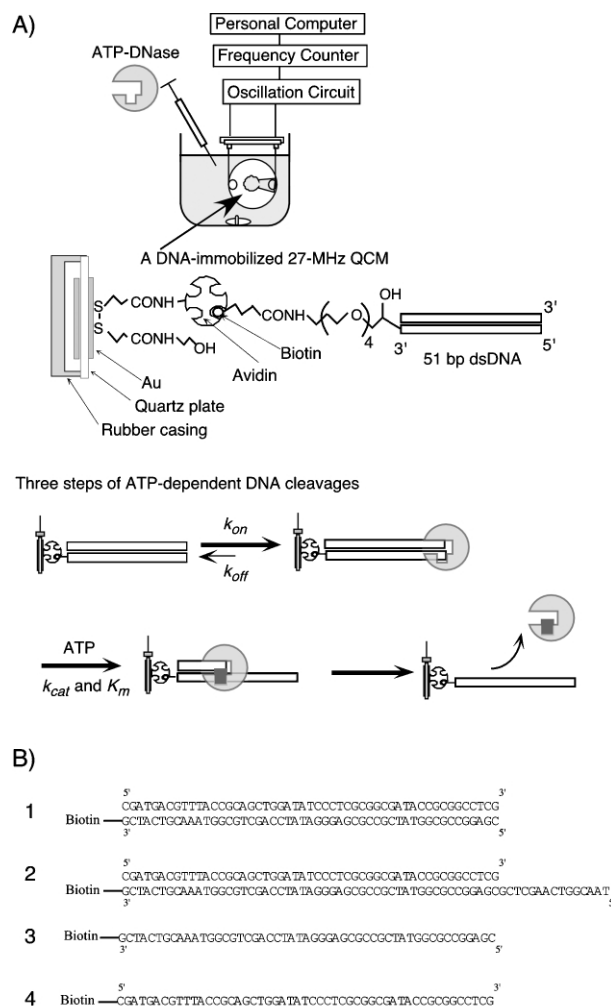 A)
Personal Computer
ATP-DNase
Frequency Counter
Oscillation Circuit
A DNA-immobilized 27-MHz QCM
S
CONH
S
CONH
OH
CONH
O
4
OH
3'
3'
5'
51 bp dsDNA
Biotin
Avidin
Au
Quartz plate
Rubber casing
Three steps of ATP-dependent DNA cleavages
kon
koff
ATP
kcat and Km
B)
5' 3'
1 CGATGACGTTTACCGCAGCTGGATATCCCTCGCGGCGATACCGCGGCCTCG
Biotin GCTACTGCAAATGGCGTCGACCTATAGGGAGCGCCGCTATGGCGCCGGAGC
3' 5'
5' 3'
2 CGATGACGTTTACCGCAGCTGGATATCCCTCGCGGCGATACCGCGGCCTCG
Biotin GCTACTGCAAATGGCGTCGACCTATAGGGAGCGCCGCTATGGCGCCGGAGCGCTCGAACTGGCAAT
3' 5'
3 Biotin GCTACTGCAAATGGCGTCGACCTATAGGGAGCGCCGCTATGGCGCCGGAGC
3' 5'
5' 3'
4 Biotin CGATGACGTTTACCGCAGCTGGATATCCCTCGCGGCGATACCGCGGCCTCG